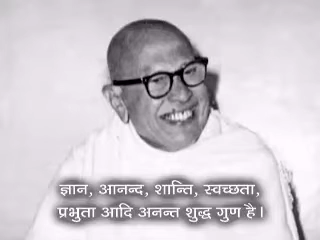 ज्ञान, आनन्द, शान्ति, स्वच्छता,
प्रभुता आदि अनन्त शुद्ध गुण है।